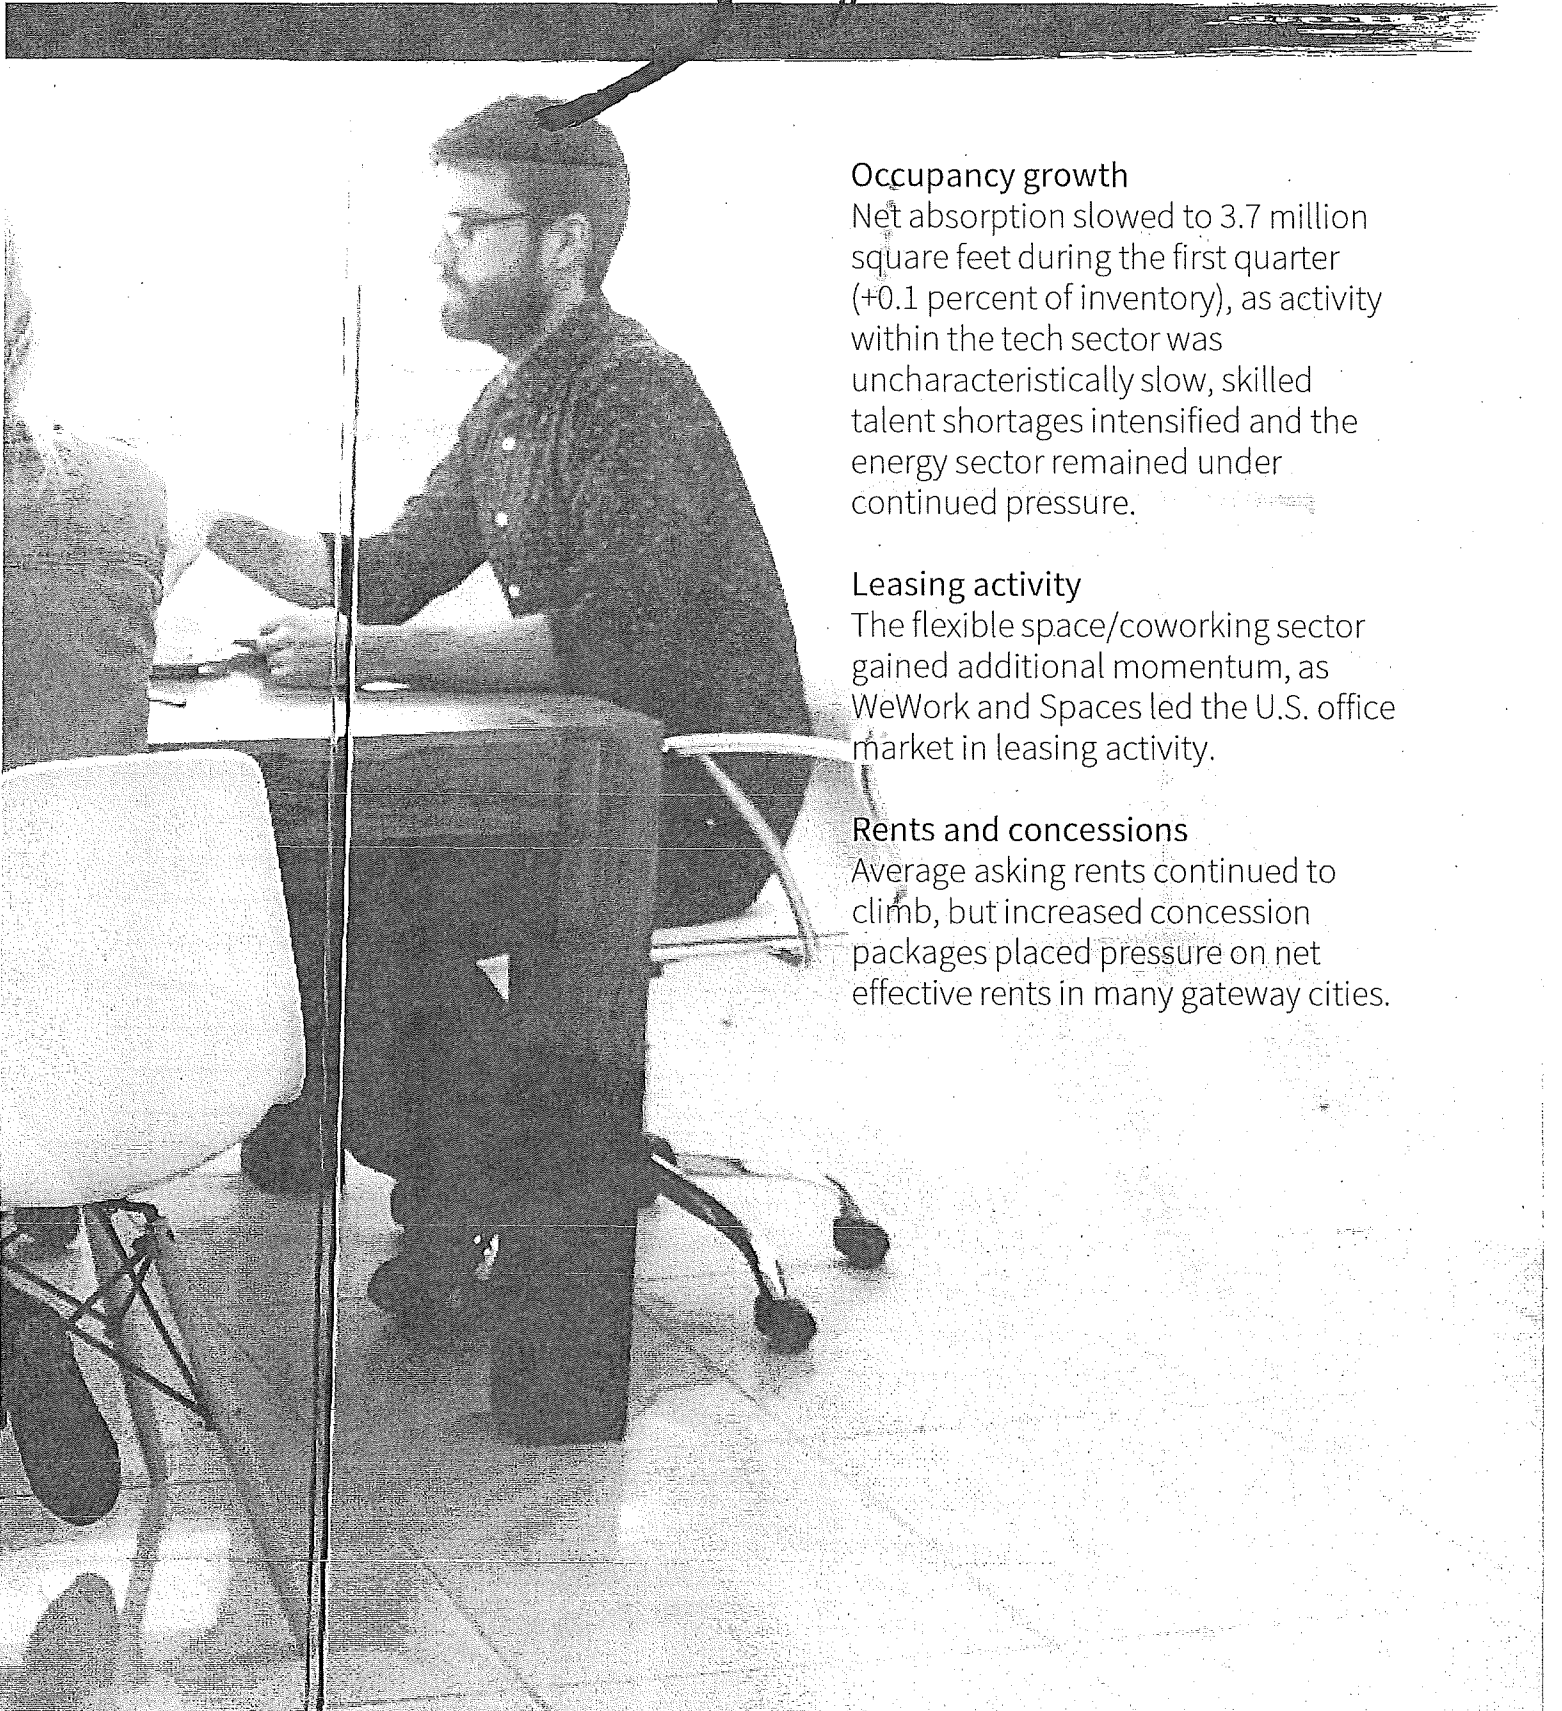 Occupancy growth
Net absorption slowed to 3.7 million
square feet during the first quarter
(+0.1 percent of inventory), as activity
within the tech sector was
uncharacteristically slow, skilled
talent shortages intensified and the
energy sector remained under
continued pressure.
Leasing activity
The flexible space/coworking sector
gained additional momentum, as
WeWork and Spaces led the U.S. office
market in leasing activity.
Rents and concessions
Average asking rents continued to
climb, but increased concession
packages placed pressure on net
effective rents in many gateway cities.